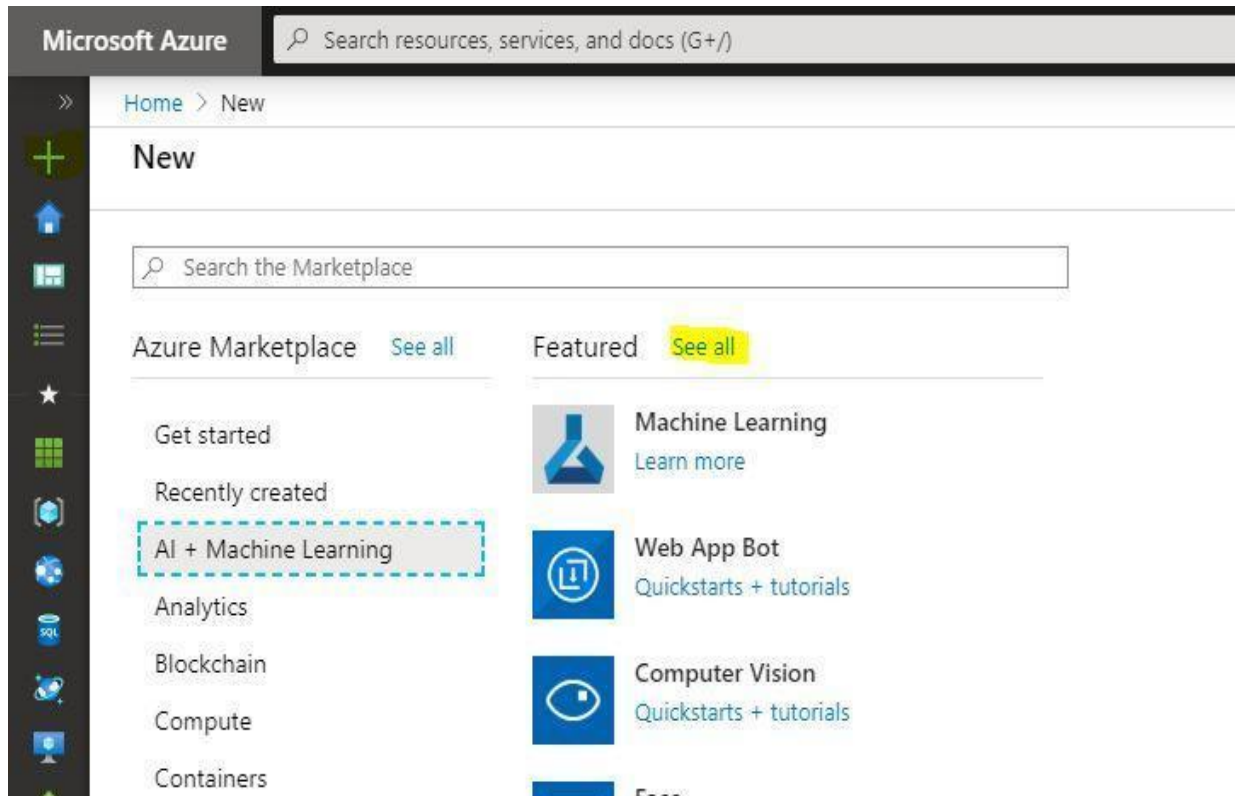 Microsoft Azure
Search resources, services, and docs (G+/)
Home > New
New
Search the Marketplace
Azure Marketplace See all
Featured See all
Get started
Recently created
AI + Machine Learning
Analytics
Blockchain
Compute
Containers
Machine Learning
Learn more
Web App Bot
Quickstarts + tutorials
Computer Vision
Quickstarts + tutorials
SQL